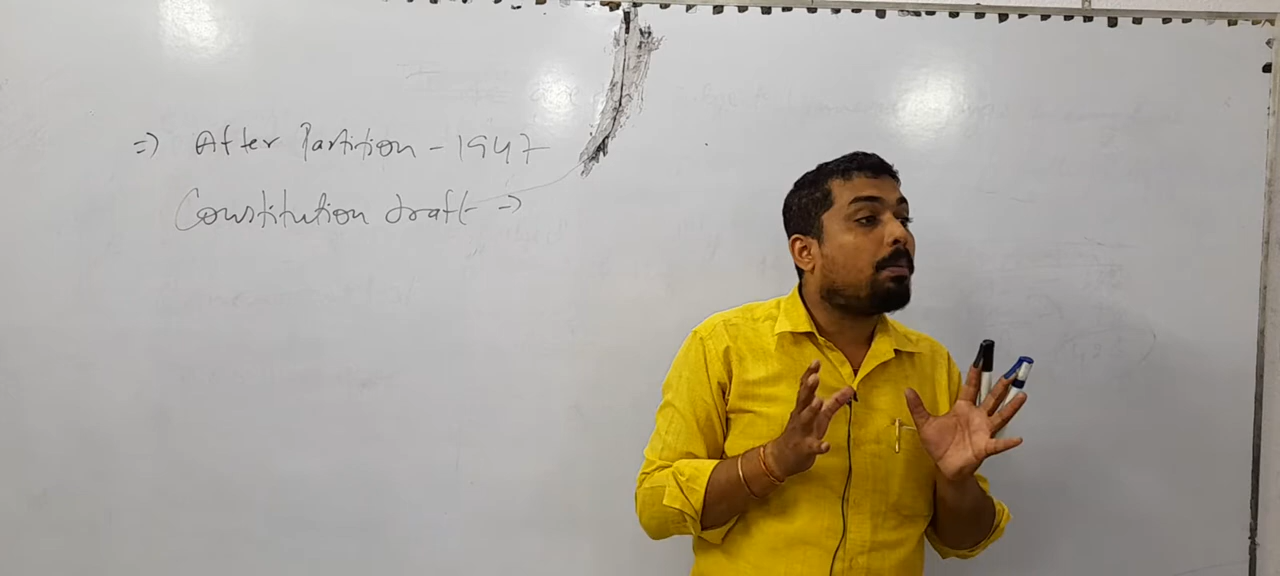 =) After Partition - 1947
Constitution draft =>